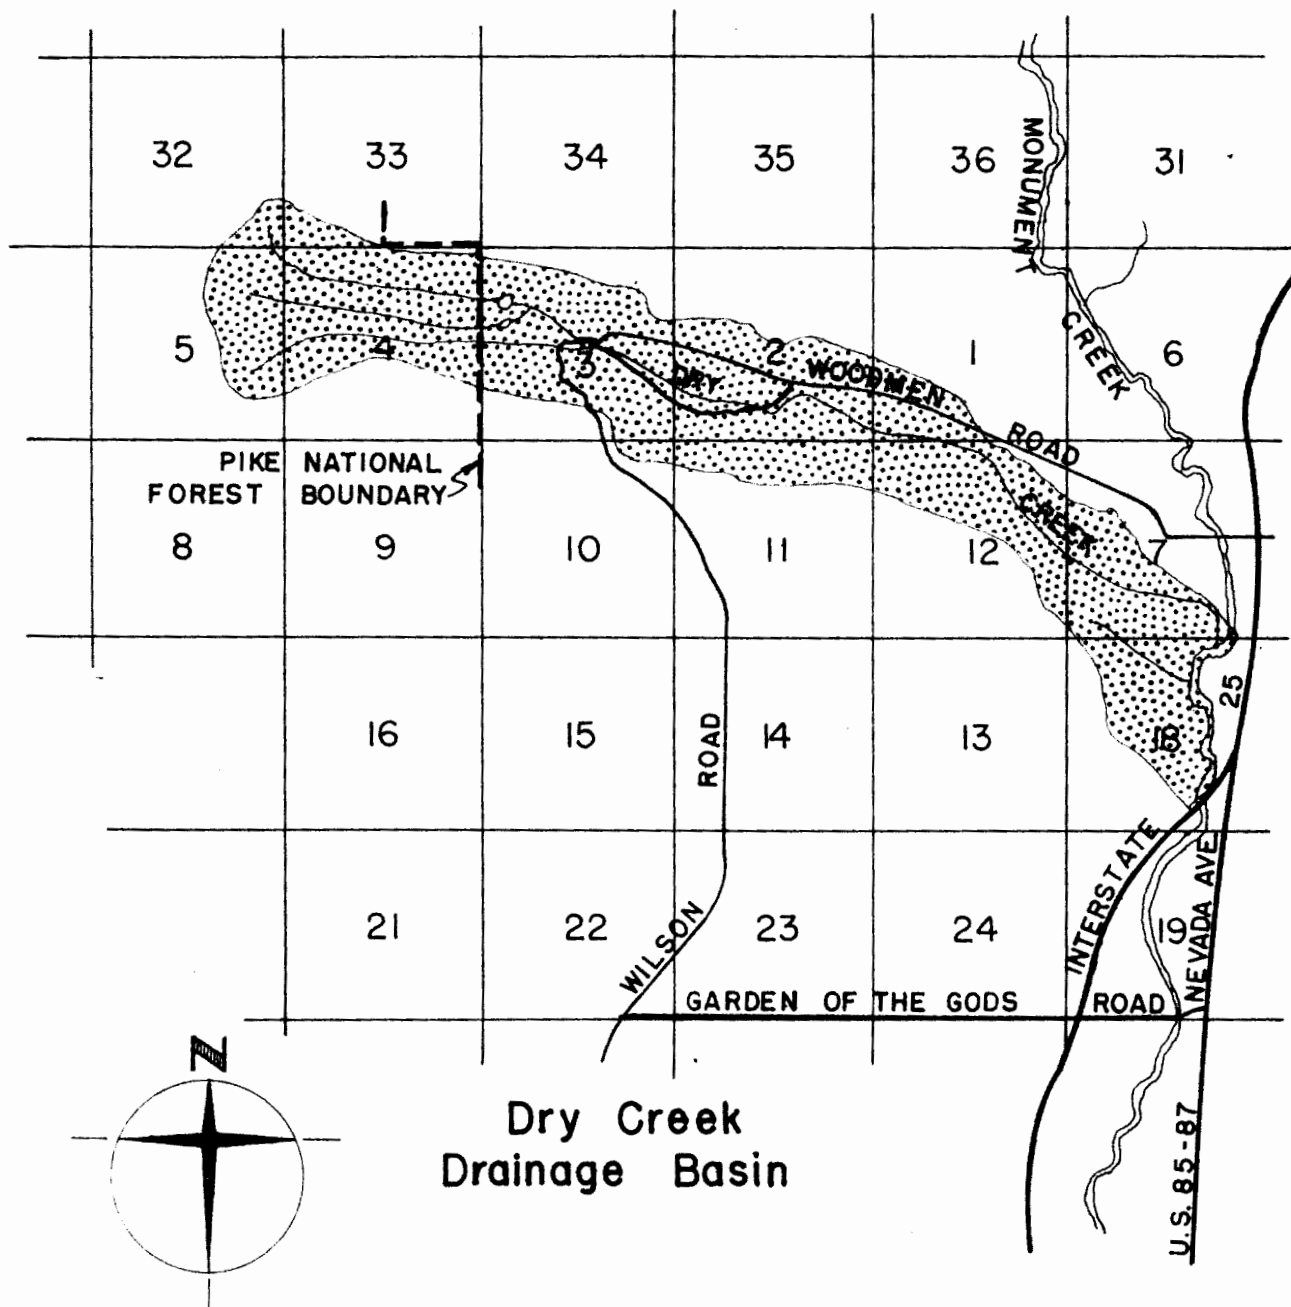 32 33 34 35 36 31
MONUMENT CREEK
5 4 3 2 1 6
DRY CREEK
WOODMEN ROAD
PIKE NATIONAL
FOREST BOUNDARY
8 9 10 11 12 7
16 15 14 13 18
25
WILSON ROAD
INTERSTATE
NEVADA AVE.
21 22 23 24 19
GARDEN OF THE GODS ROAD
N
Dry Creek
Drainage Basin
U.S. 85-87